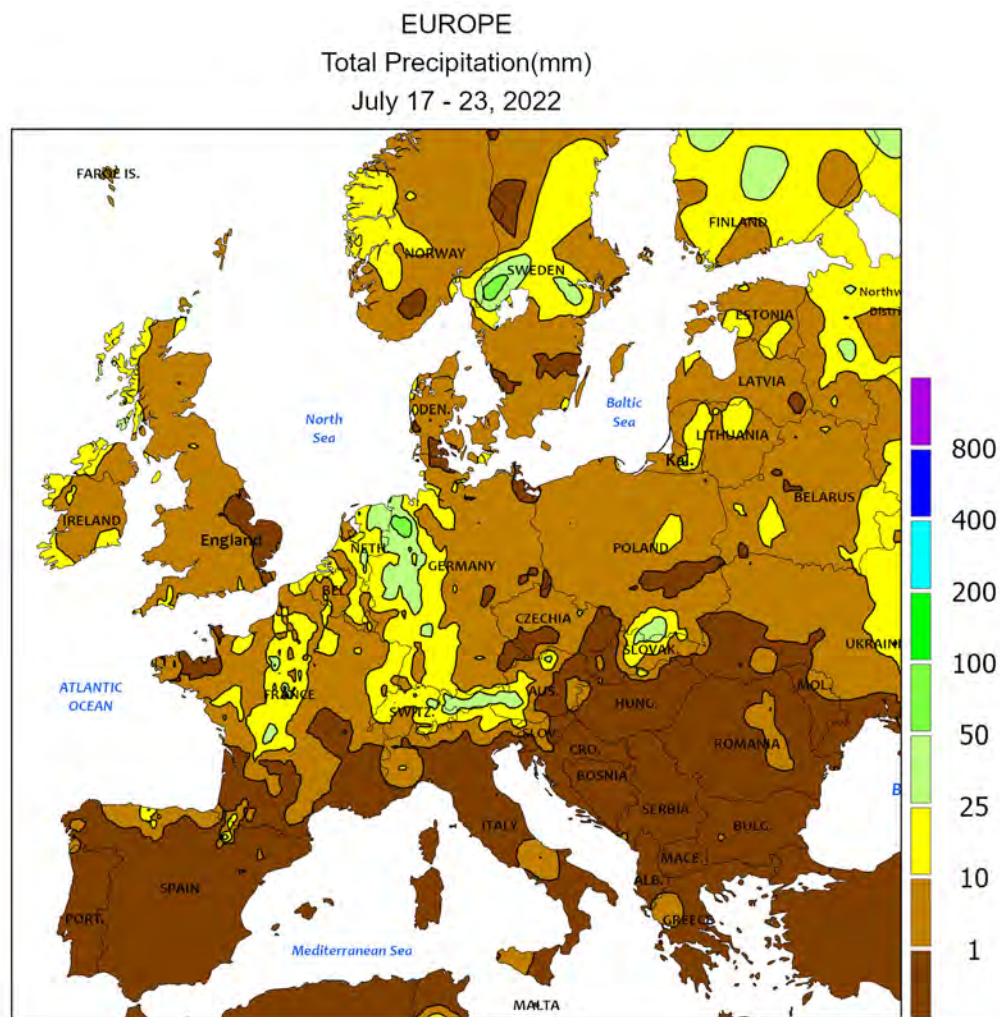 EUROPE
Total Precipitation(mm)
July 17 - 23, 2022
FAROE IS.
FINLAND
NORWAY
SWEDEN
Northw
Distri
ESTONIA
North
Sea
DEN.
Baltic
Sea
LATVIA
LITHUANIA
Kal.
BELARUS
IRELAND
England
NETH.
GERMANY
POLAND
BEL.
CZECHIA
SLOVAK.
UKRAINE
ATLANTIC
OCEAN
FRANCE
SWITZ.
AUS.
HUNG.
MOL.
SLOV.
CRO.
ROMANIA
BOSNIA
B
SERBIA
ITALY
BULG.
MACE.
SPAIN
ALB.
PORT.
GREECE
Mediterranean Sea
MALTA
800
400
200
100
50
25
10
1